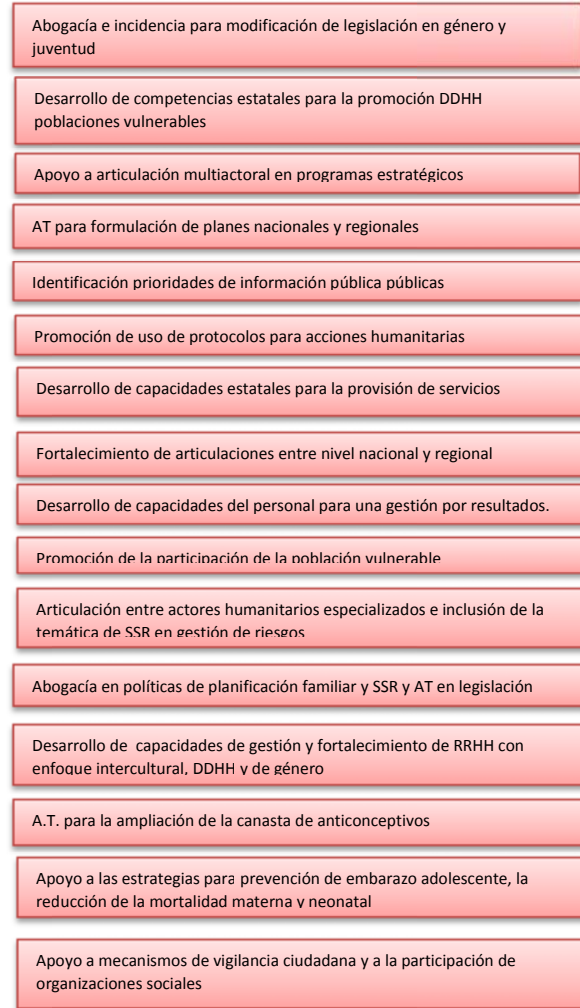 Abogacía e incidencia para modificación de legislación en género y
juventud
Desarrollo de competencias estatales para la promoción DDHH
poblaciones vulnerables
Apoyo a articulación multiactoral en programas estratégicos
AT para formulación de planes nacionales y regionales
Identificación prioridades de información pública públicas
Promoción de uso de protocolos para acciones humanitarias
Desarrollo de capacidades estatales para la provisión de servicios
Fortalecimiento de articulaciones entre nivel nacional y regional
Desarrollo de capacidades del personal para una gestión por resultados.
Promoción de la participación de la población vulnerable
Articulación entre actores humanitarios especializados e inclusión de la
temática de SSR en gestión de riesgos
Abogacía en políticas de planificación familiar y SSR y AT en legislación
Desarrollo de capacidades de gestión y fortalecimiento de RRHH con
enfoque intercultural, DDHH y de género
A.T. para la ampliación de la canasta de anticonceptivos
Apoyo a las estrategias para prevención de embarazo adolescente, la
reducción de la mortalidad materna y neonatal
Apoyo a mecanismos de vigilancia ciudadana y a la participación de
organizaciones sociales